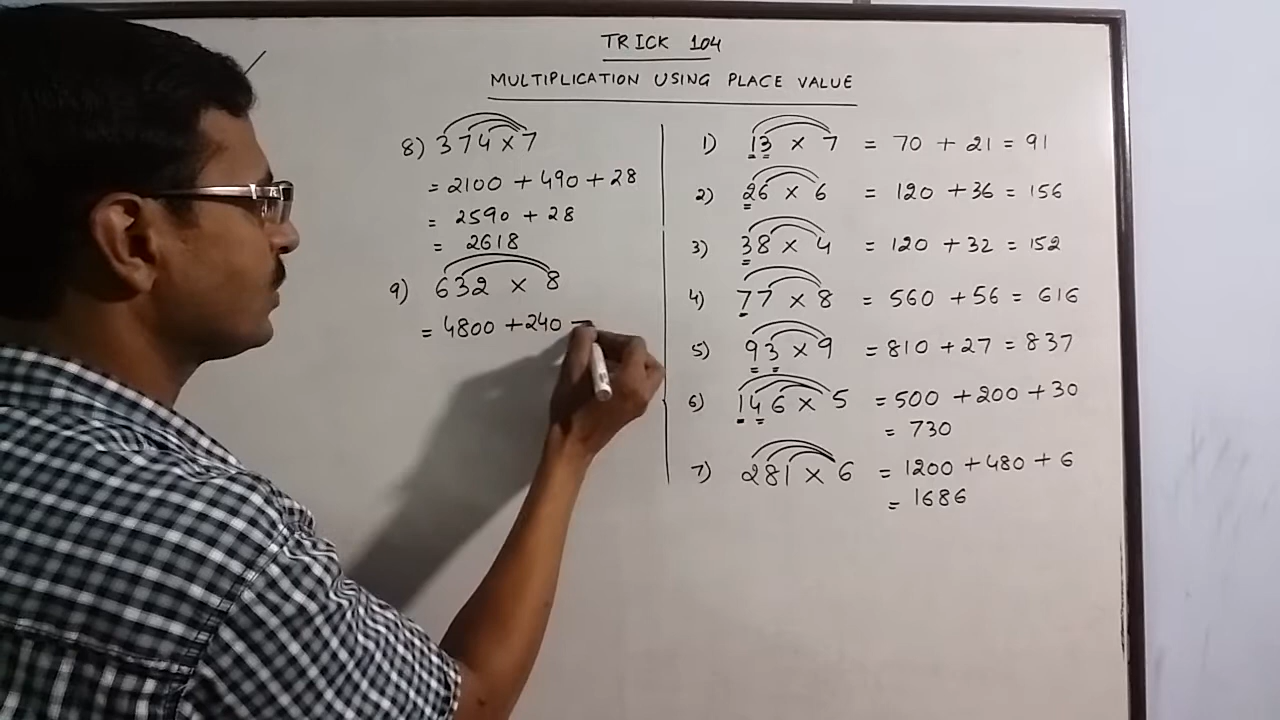 TRICK 104
MULTIPLICATION USING PLACE VALUE
8) 374 x 7
= 2100 + 490 + 28
= 2590 + 28
= 2618
9) 632 x 8
= 4800 + 240 -
1) 13 x 7 = 70 + 21 = 91
2) 26 x 6 = 120 + 36 = 156
3) 38 x 4 = 120 + 32 = 152
4) 77 x 8 = 560 + 56 = 616
5) 93 x 9 = 810 + 27 = 837
6) 146 x 5 = 500 + 200 + 30
= 730
7) 281 x 6 = 1200 + 480 + 6
= 1686